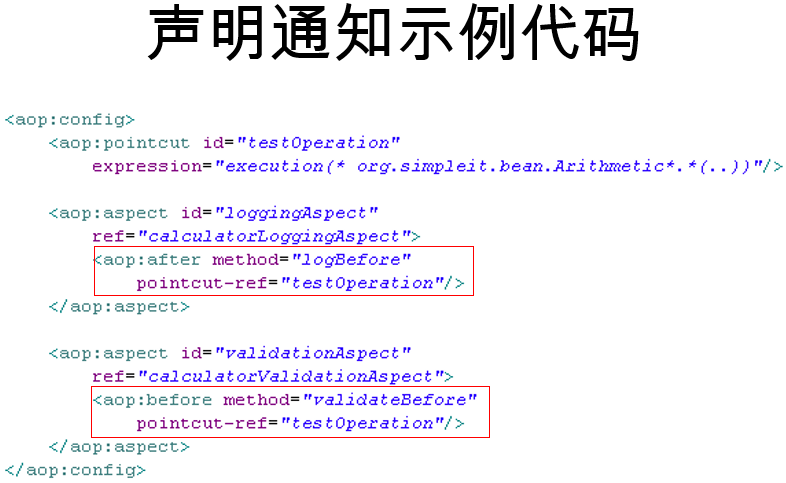 声明通知示例代码
<aop:config>
    <aop:pointcut id="testOperation"
        expression="execution(* org.simpleit.bean.Arithmetic*.*(..))"/>
    <aop:aspect id="loggingAspect"
        ref="calculatorLoggingAspect">
        <aop:after method="logBefore"
            pointcut-ref="testOperation"/>
    </aop:aspect>
    <aop:aspect id="validationAspect"
        ref="calculatorValidationAspect">
        <aop:before method="validateBefore"
            pointcut-ref="testOperation"/>
    </aop:aspect>
</aop:config>